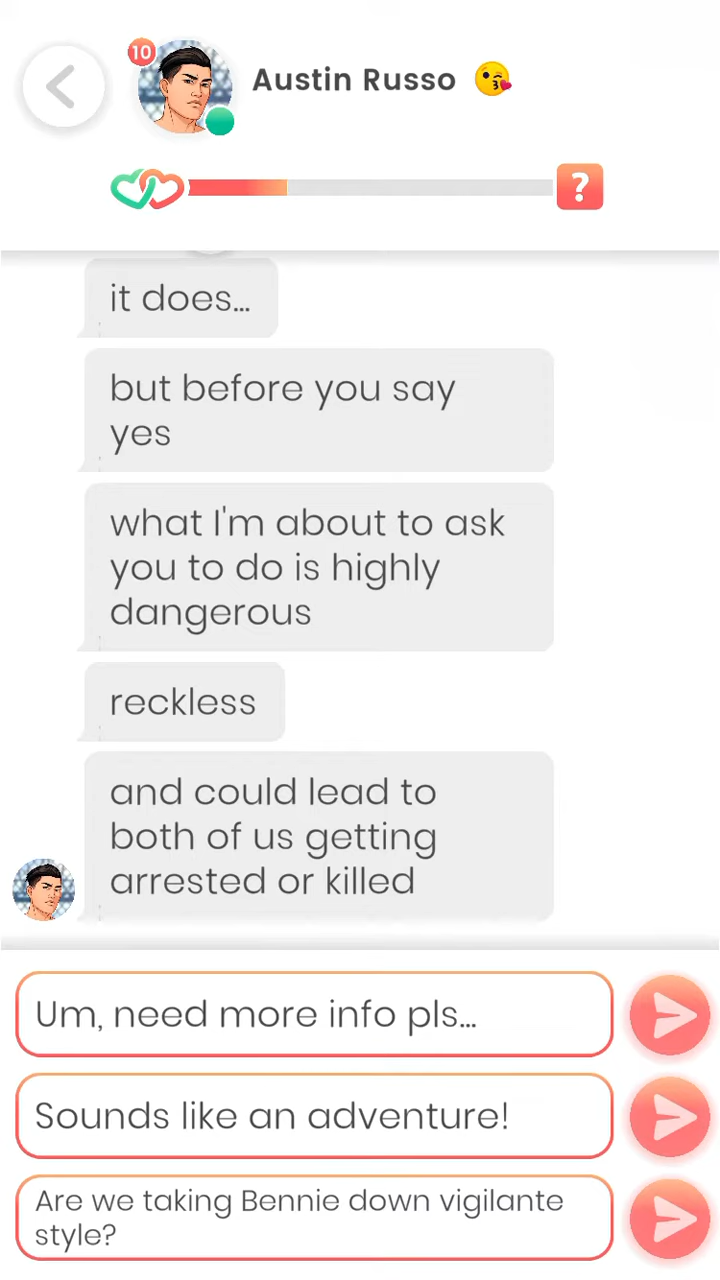 10
Austin Russo 😘
?
it does...
but before you say
yes
what I'm about to ask
you to do is highly
dangerous
reckless
and could lead to
both of us getting
arrested or killed
Um, need more info pls...
Sounds like an adventure!
Are we taking Bennie down vigilante
style?